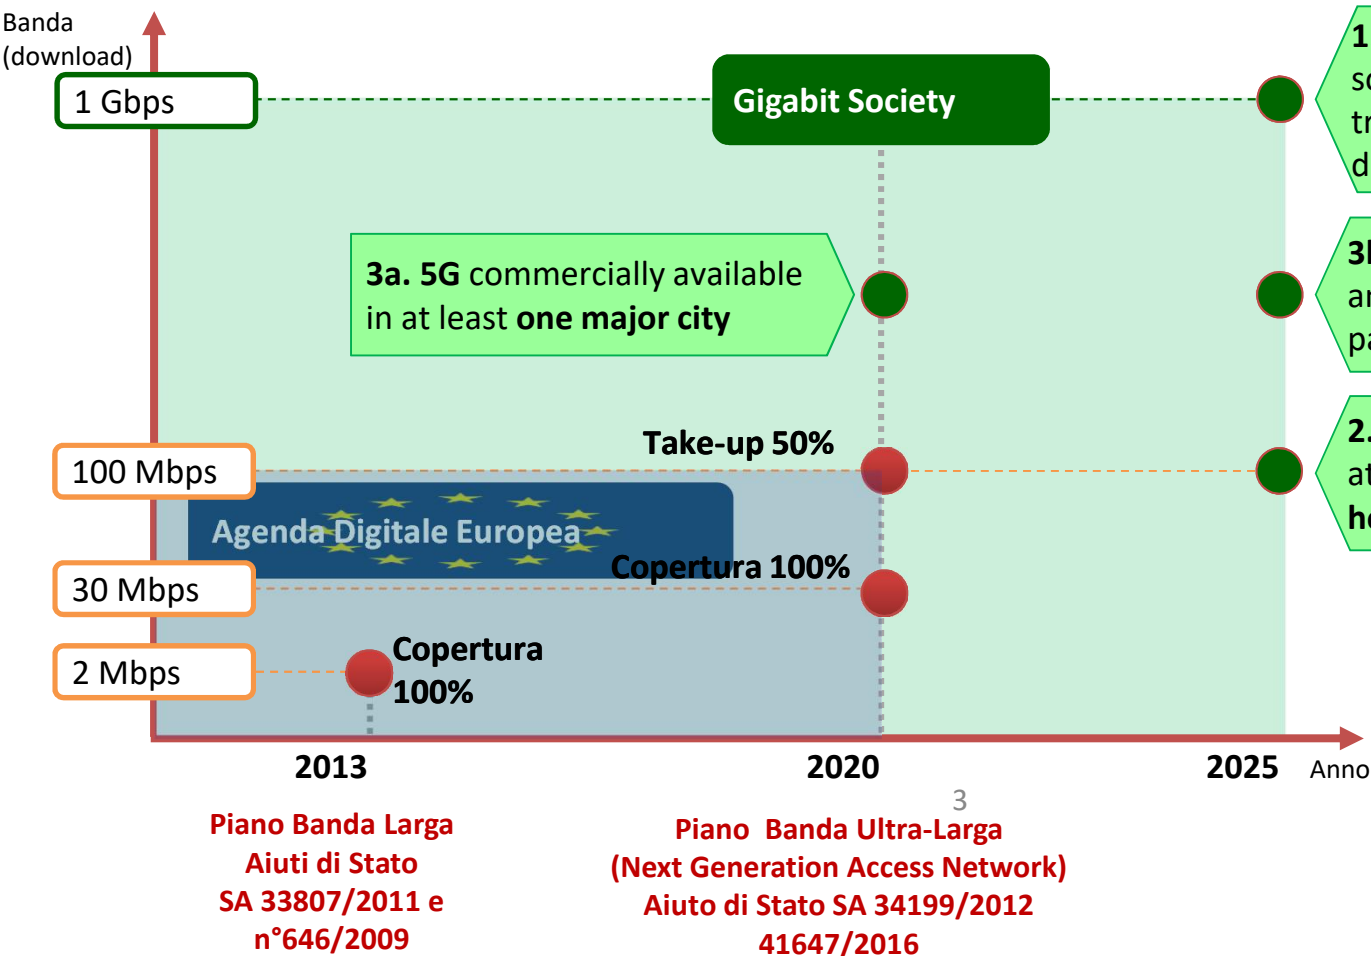 Banda
(download)
1 Gbps
Gigabit Society
1
3a. 5G commercially available
in at least one major city
100 Mbps
Take-up 50%
2.
Agenda Digitale Europea
Copertura 100%
30 Mbps
2 Mbps
Copertura
100%
2013
2020
2025
Anno
3
Piano Banda Larga
Aiuti di Stato
SA 33807/2011 e
n°646/2009
Piano Banda Ultra-Larga
(Next Generation Access Network)
Aiuto di Stato SA 34199/2012
41647/2016